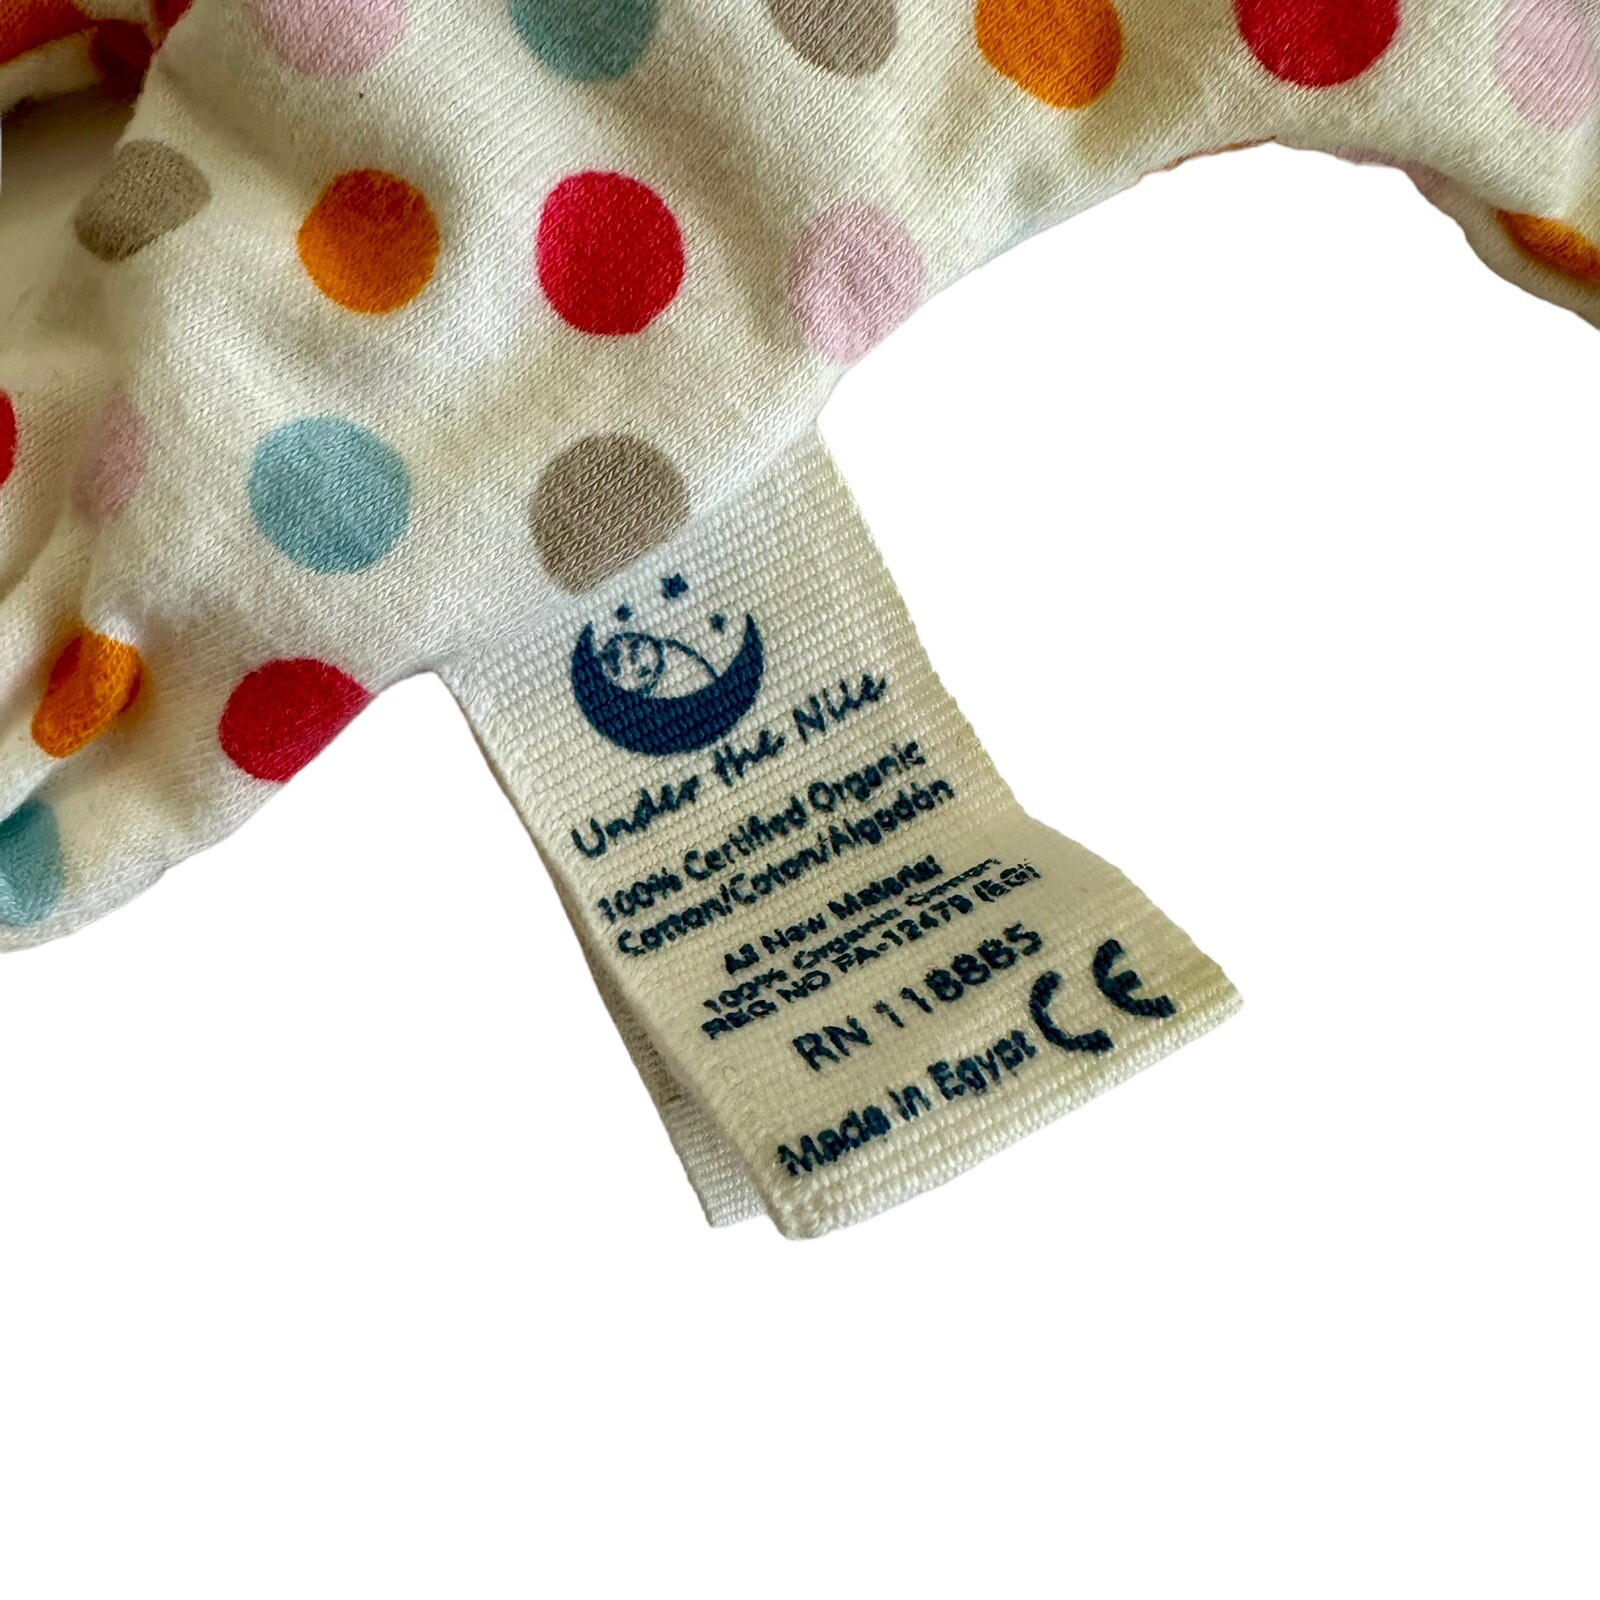 Under the Nile
100% Certified Organic
Cotton/Coton/Algodón
All New Material
100% Organic Cotton
REG NO PA-12479 (EG)
RN 118885
Made in Egypt CE